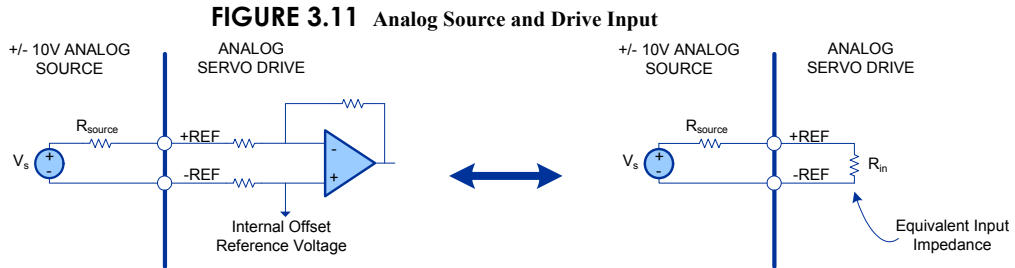 FIGURE 3.11 Analog Source and Drive Input
+/- 10V ANALOG
SOURCE
ANALOG
SERVO DRIVE
Rsource
+REF
-REF
Vs
+
-
-
+
Internal Offset
Reference Voltage
+/- 10V ANALOG
SOURCE
ANALOG
SERVO DRIVE
Rsource
+REF
-REF
Vs
+
-
Rin
Equivalent Input
Impedance